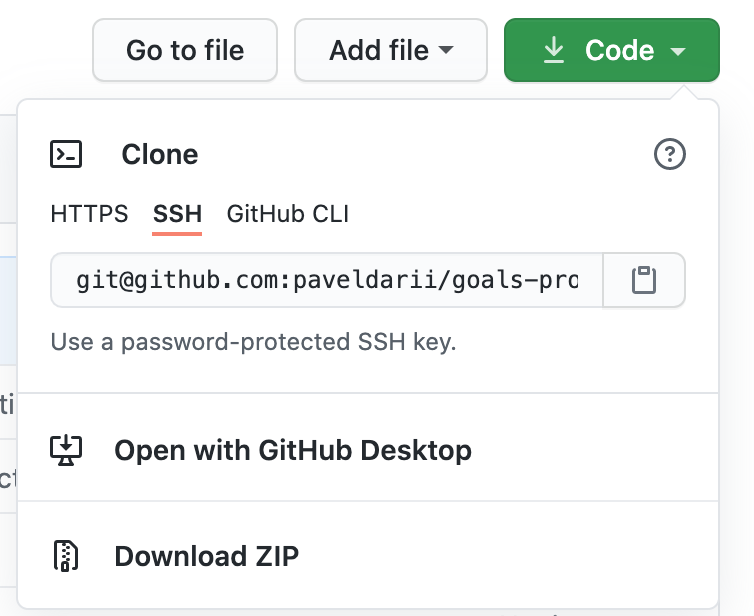 Go to file Add file Code
Clone
HTTPS SSH GitHub CLI
git@github.com:paveldarii/goals-pro
Use a password-protected SSH key.
Open with GitHub Desktop
Download ZIP